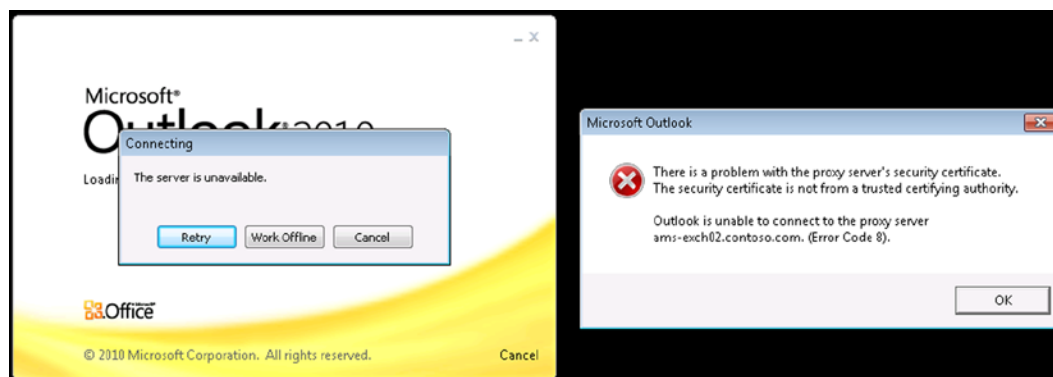 Microsoft®
Outlook 2010
Connecting
The server is unavailable.
Retry
Work Offline
Cancel
Office
© 2010 Microsoft Corporation. All rights reserved.
Cancel
Microsoft Outlook
There is a problem with the proxy server's security certificate.
The security certificate is not from a trusted certifying authority.
Outlook is unable to connect to the proxy server
ams-exch02.contoso.com. (Error Code 8).
OK